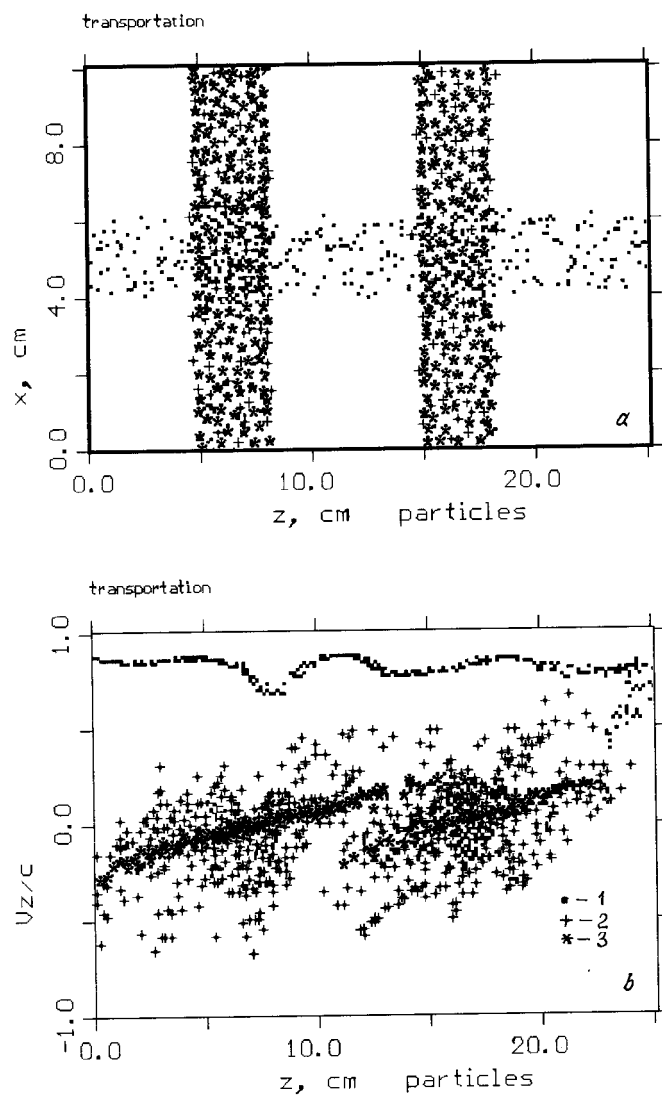 transportation
8.0
4.0
0.0
x, cm
a
0.0 10.0 20.0
z, cm particles
transportation
1.0
0.0
-1.0
Vz/c
-1
-2
-3
b
0.0 10.0 20.0
z, cm particles